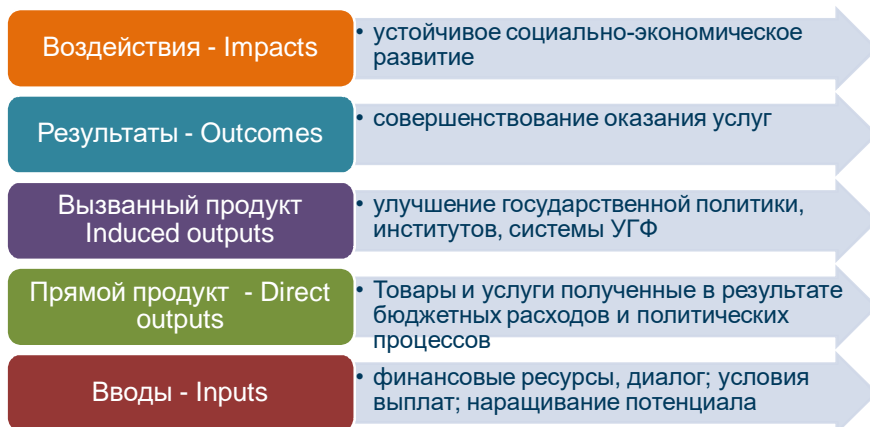 Воздействия - Impacts
• устойчивое социально-экономическое
развитие
Результаты - Outcomes
• совершенствование оказания услуг
Вызванный продукт
Induced outputs
• улучшение государственной политики,
институтов, системы УГФ
Прямой продукт - Direct
outputs
• Товары и услуги полученные в результате
бюджетных расходов и политических
процессов
Вводы - Inputs
• финансовые ресурсы, диалог; условия
выплат; наращивание потенциала